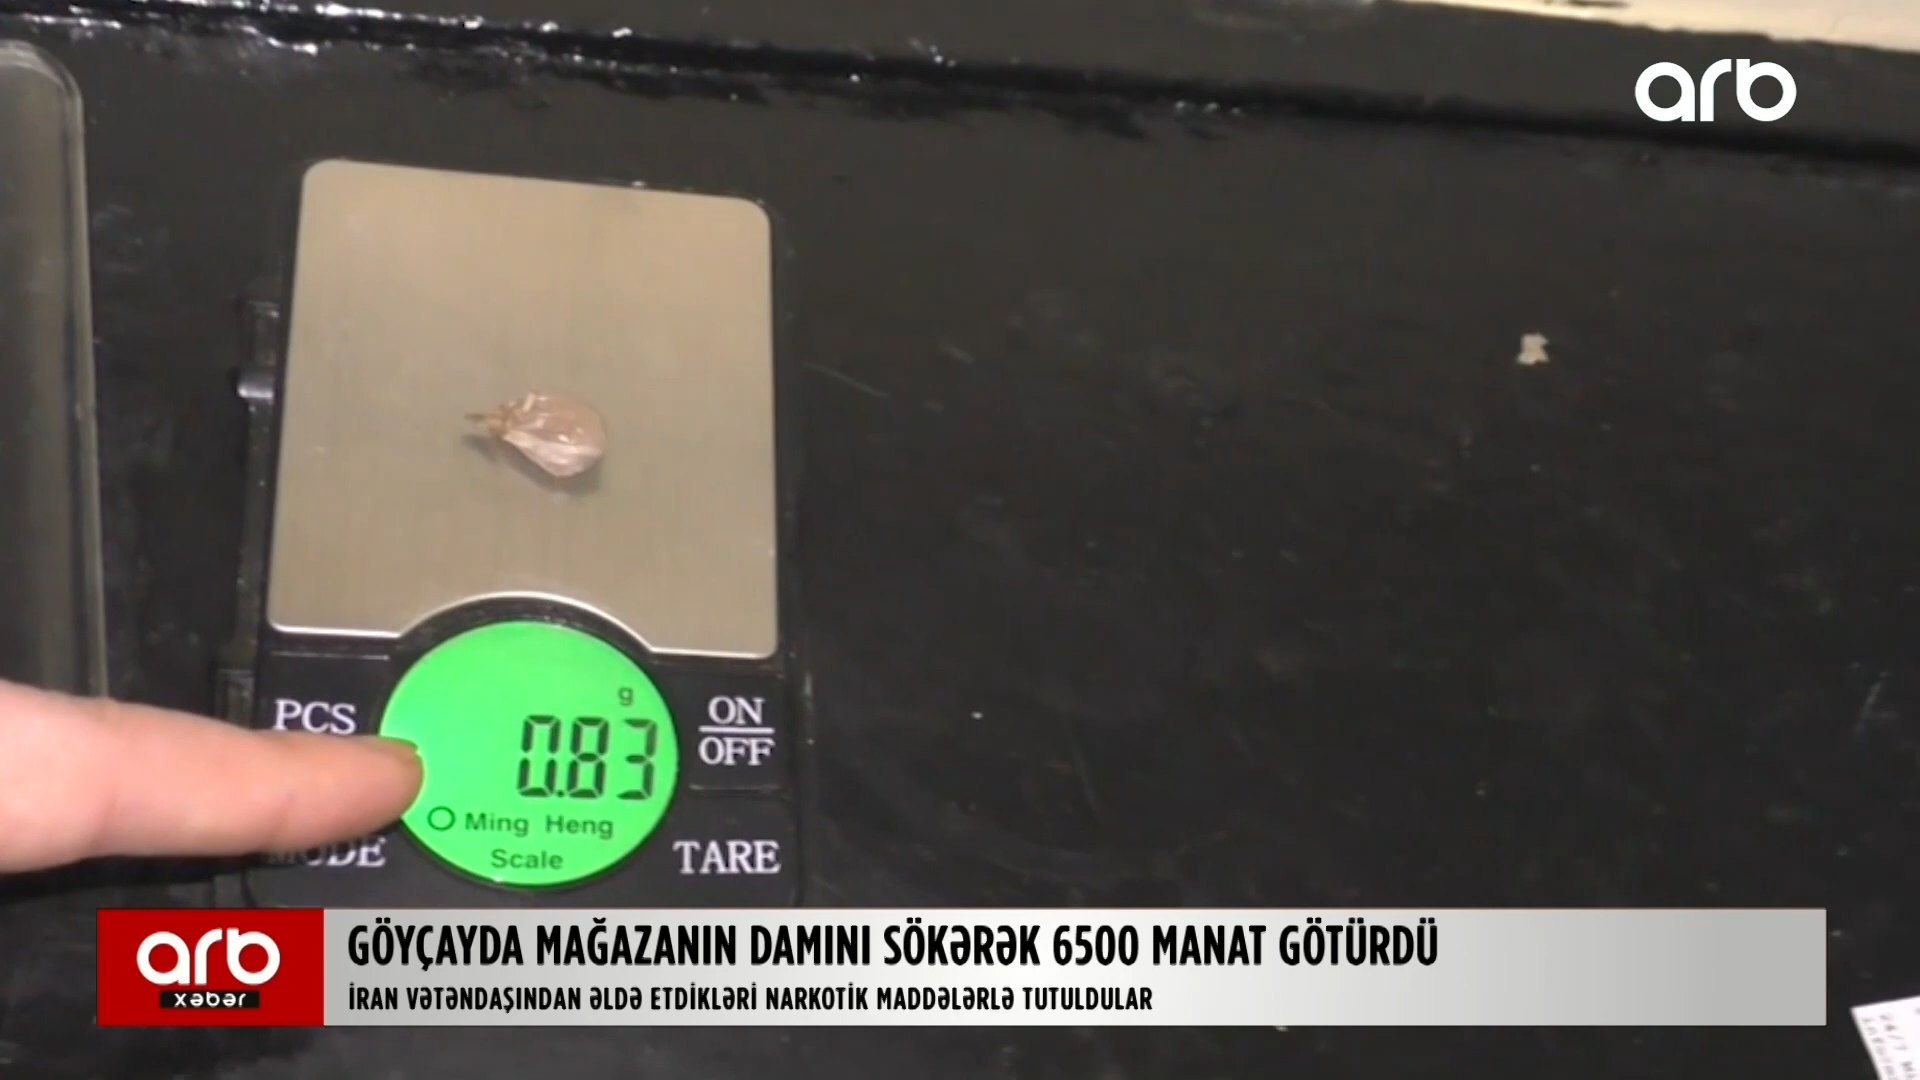 arb
g
PCS
0.83
ON
OFF
Ming Heng
Scale
TARE
arb
xəbər
GÖYÇAYDA MAĞAZANIN DAMINI SÖKƏRƏK 6500 MANAT GÖTÜRDÜ
İRAN VƏTƏNDAŞINDAN ƏLDƏ ETDİKLƏRİ NARKOTİK MADDƏLƏRLƏ TUTULDULAR